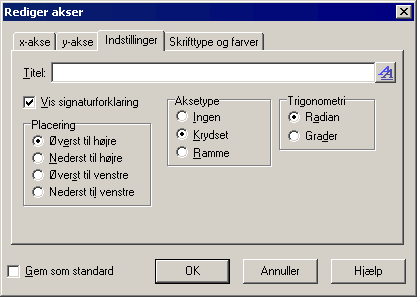 Rediger akser
x-akse y-akse Indstillinger Skrifttype og farver
Titel:
Vis signaturforklaring
Placering
Øverst til højre
Nederst til højre
Øverst til venstre
Nederst til venstre
Aksetype
Ingen
Krydset
Ramme
Trigonometri
Radian
Grader
Gem som standard OK Annuller Hjælp